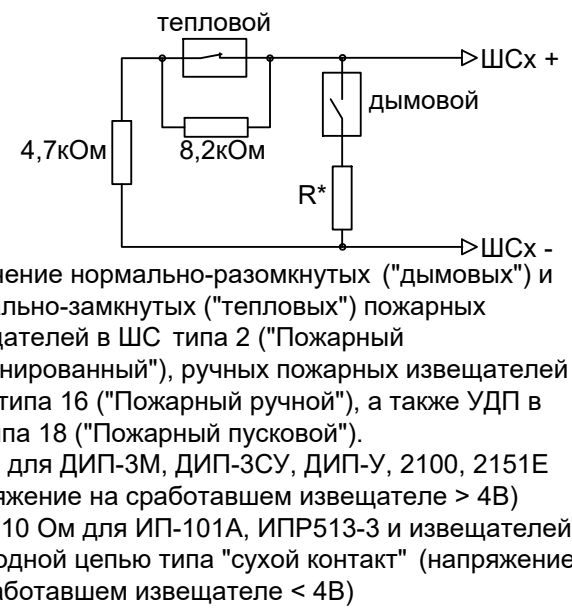 тепловой
ШСх +
дымовой
4,7кОм
8,2кОм
R*
ШСх -
чение нормально-разомкнутых ("дымовых") и
ально-замкнутых ("тепловых") пожарных
щателей в ШС типа 2 ("Пожарный
нированный"), ручных пожарных извещателей
типа 16 ("Пожарный ручной"), а также УДП в
па 18 ("Пожарный пусковой").
для ДИП-3М, ДИП-3СУ, ДИП-У, 2100, 2151Е
яжение на сработавшем извещателе > 4В)
10 Ом для ИП-101А, ИПР513-3 и извещателей
одной цепью типа "сухой контакт" (напряжение
аботавшем извещателе < 4В)